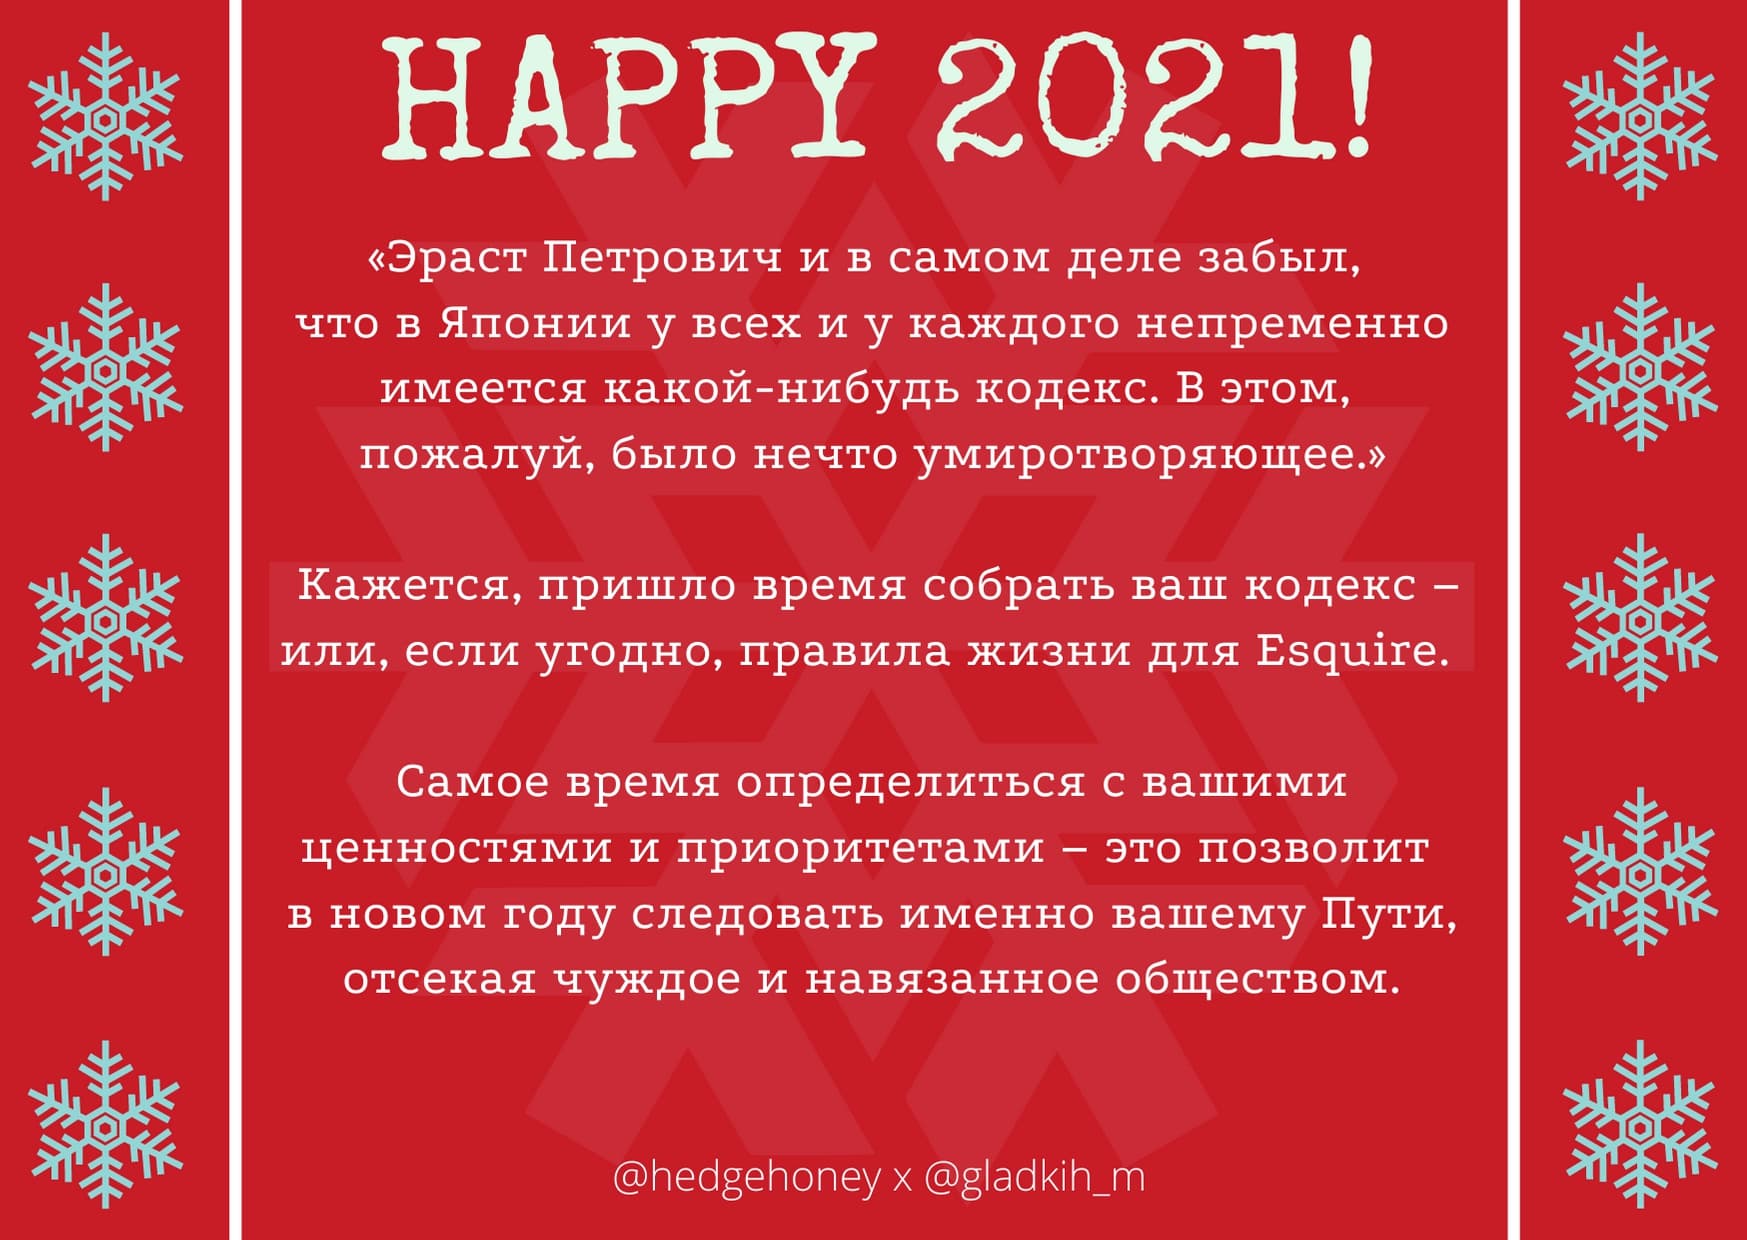 HAPPY 2021!
«Эраст Петрович и в самом деле забыл,
что в Японии у всех и у каждого непременно
имеется какой-нибудь кодекс. В этом,
пожалуй, было нечто умиротворяющее.»
Кажется, пришло время собрать ваш кодекс –
или, если угодно, правила жизни для Esquire.
Самое время определиться с вашими
ценностями и приоритетами – это позволит
в новом году следовать именно вашему Пути,
отсекая чуждое и навязанное обществом.
@hedgehoney x @gladkih_m